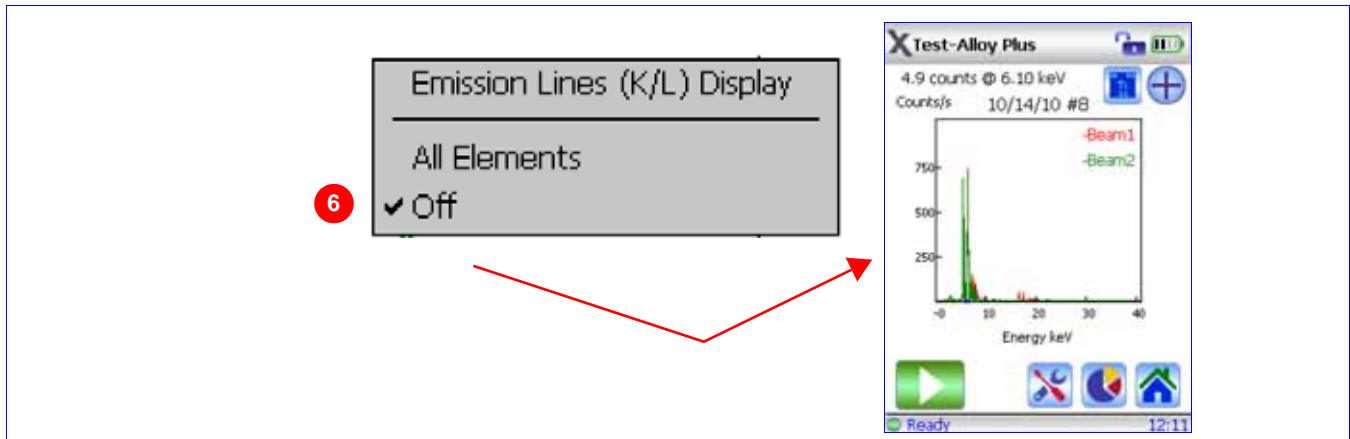 Emission Lines (K/L) Display
All Elements
6
✔ Off
Test-Alloy Plus
4.9 counts @ 6.10 keV
Counts/s 10/14/10 #8
-Beam1
-Beam2
750
500
250
-0 10 20 30 40
Energy keV
Ready 12:11